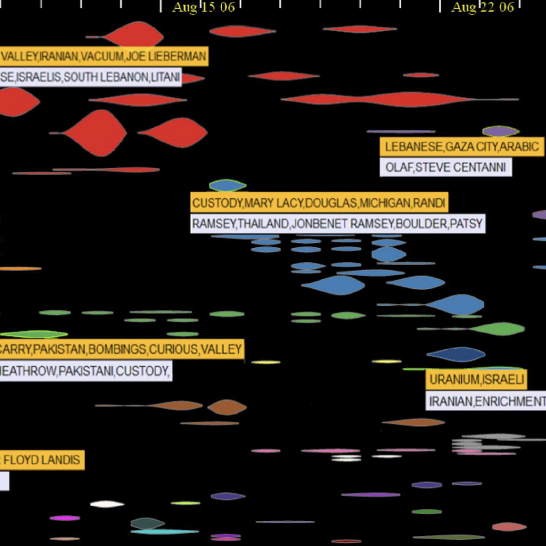 Aug 15 06
Aug 22 06
VALLEY,IRANIAN,VACUUM,JOE LIEBERMAN
SE,ISRAELIS,SOUTH LEBANON,LITANI
LEBANESE,GAZA CITY,ARABIC
OLAF,STEVE CENTANNI
CUSTODY,MARY LACY,DOUGLAS,MICHIGAN,RANDI
RAMSEY,THAILAND,JONBENET RAMSEY,BOULDER,PATSY
CARRY,PAKISTAN,BOMBINGS,CURIOUS,VALLEY
HEATHROW,PAKISTANI,CUSTODY,
URANIUM,ISRAELI
IRANIAN,ENRICHMENT
FLOYD LANDIS